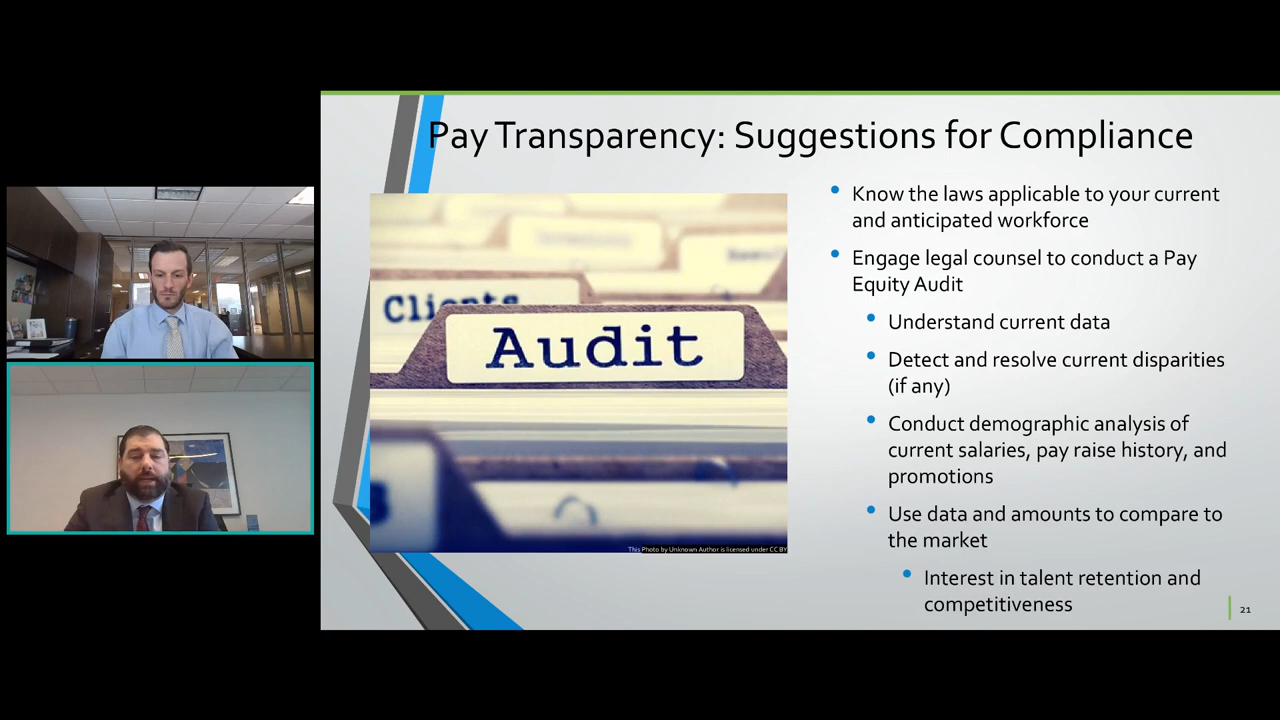 Pay Transparency: Suggestions for Compliance
Clients
Audit
This Photo by Unknown Author is licensed under CC BY
Know the laws applicable to your current
and anticipated workforce
Engage legal counsel to conduct a Pay
Equity Audit
Understand current data
Detect and resolve current disparities
(if any)
Conduct demographic analysis of
current salaries, pay raise history, and
promotions
Use data and amounts to compare to
the market
Interest in talent retention and
competitiveness
21